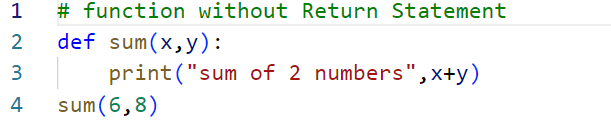 1 # function without Return Statement
2 def sum(x,y):
3     print("sum of 2 numbers",x+y)
4 sum(6,8)